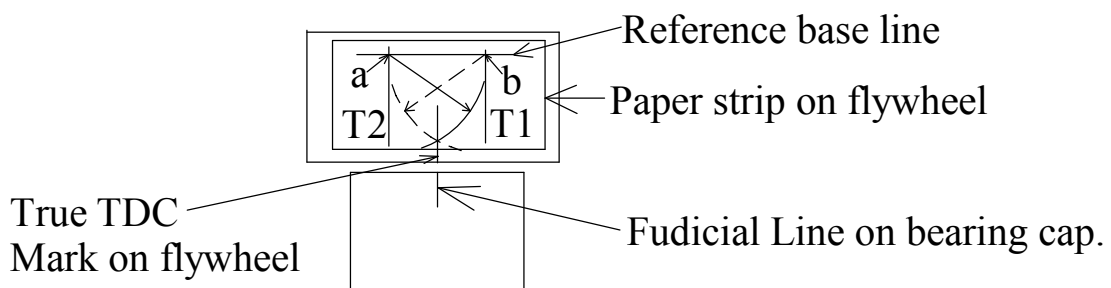 Reference base line
a
b
Paper strip on flywheel
T2
T1
True TDC
Mark on flywheel
Fudicial Line on bearing cap.